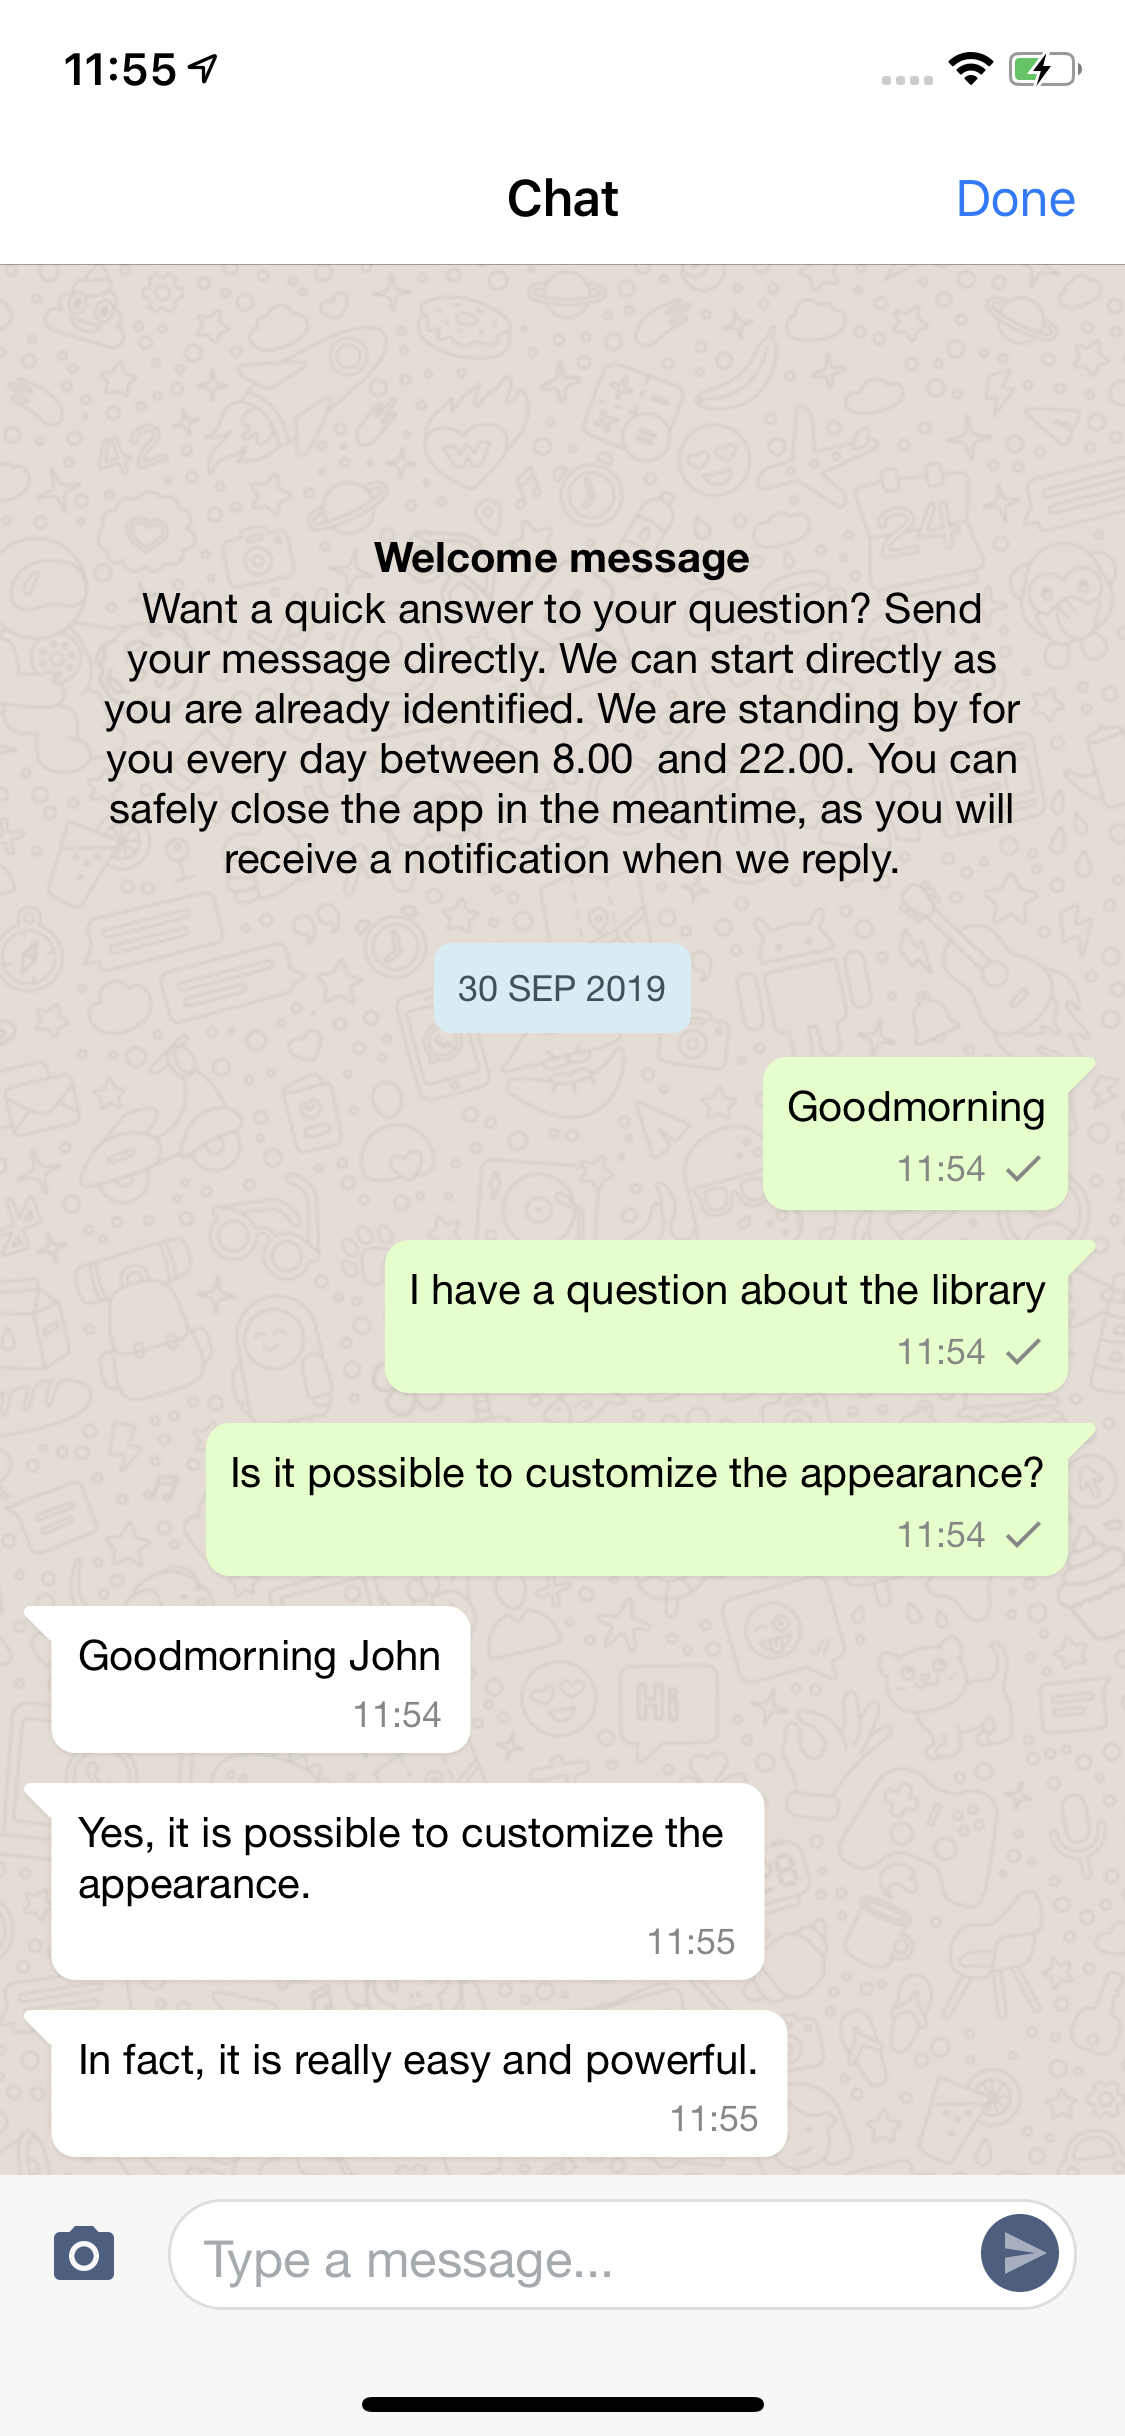 11:55
Chat
Done
Welcome message
Want a quick answer to your question? Send
your message directly. We can start directly as
you are already identified. We are standing by for
you every day between 8.00  and 22.00. You can
safely close the app in the meantime, as you will
receive a notification when we reply.
30 SEP 2019
Goodmorning
11:54
I have a question about the library
11:54
Is it possible to customize the appearance?
11:54
Goodmorning John
11:54
Yes, it is possible to customize the
appearance.
11:55
In fact, it is really easy and powerful.
11:55
Type a message...
42
24
Hi